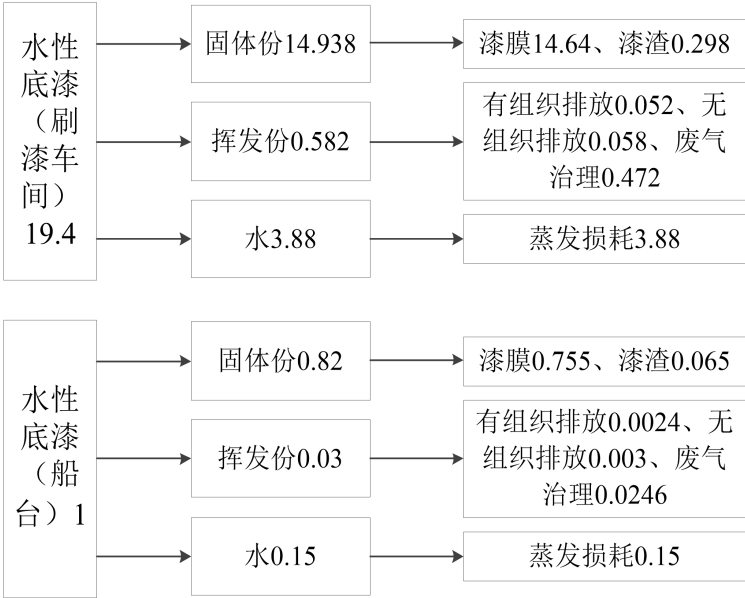 水性
底漆
（刷
漆车
间）
19.4
固体份14.938
漆膜14.64、漆渣0.298
挥发份0.582
有组织排放0.052、无
组织排放0.058、废气
治理0.472
水3.88
蒸发损耗3.88
水性
底漆
（船
台）1
固体份0.82
漆膜0.755、漆渣0.065
挥发份0.03
有组织排放0.0024、无
组织排放0.003、废气
治理0.0246
水0.15
蒸发损耗0.15